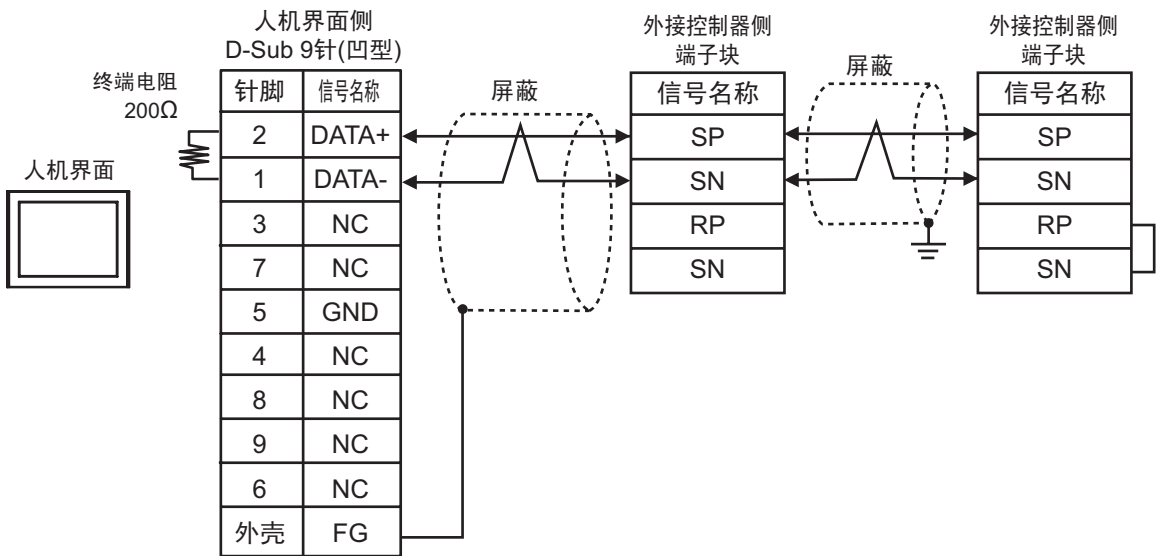 人机界面侧
D-Sub 9针(凹型)
终端电阻
200Ω
人机界面
针脚 信号名称
2 DATA+
1 DATA-
3 NC
7 NC
5 GND
4 NC
8 NC
9 NC
6 NC
外壳 FG
屏蔽
外接控制器侧
端子块
信号名称
SP
SN
RP
SN
屏蔽
外接控制器侧
端子块
信号名称
SP
SN
RP
SN